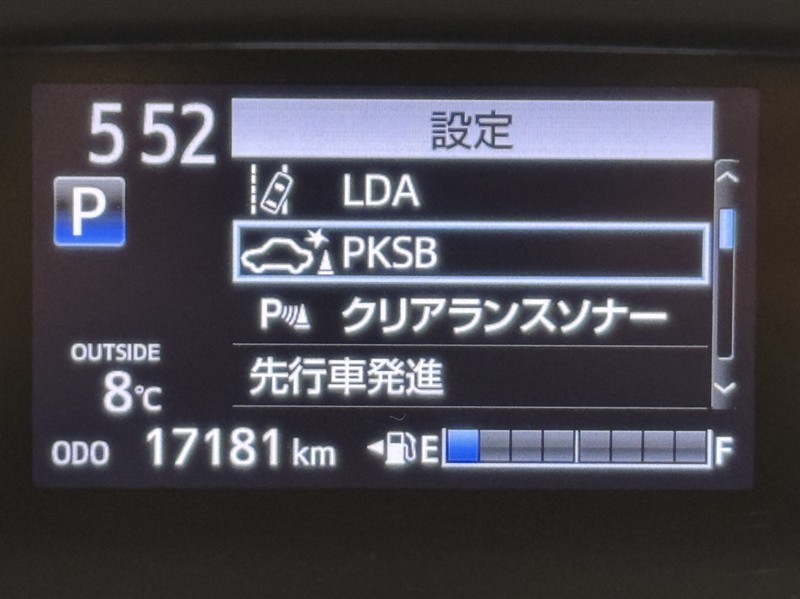 5 52
設定
LDA
P
PKSB
P クリアランスソナー
先行車発進
OUTSIDE
8℃
ODO 17181 km
E F